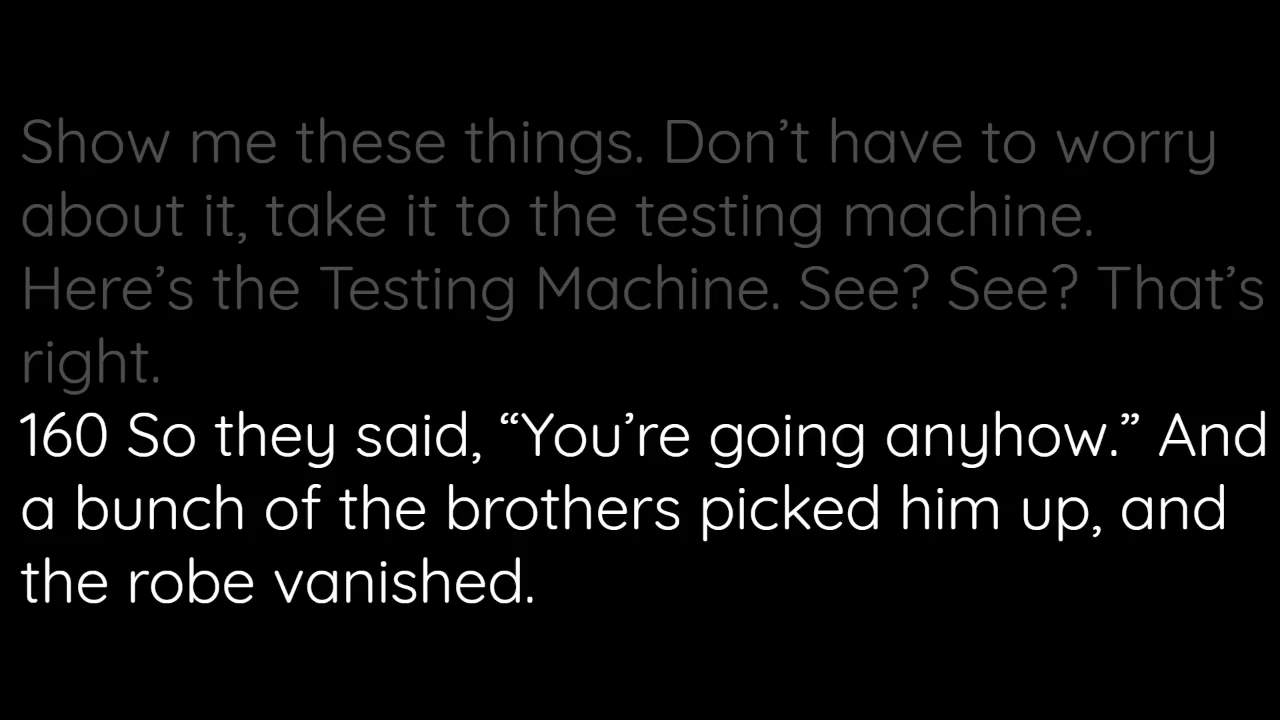 Show me these things. Don’t have to worry
about it, take it to the testing machine.
Here’s the Testing Machine. See? See? That’s
right.
160 So they said, “You’re going anyhow.” And
a bunch of the brothers picked him up, and
the robe vanished.